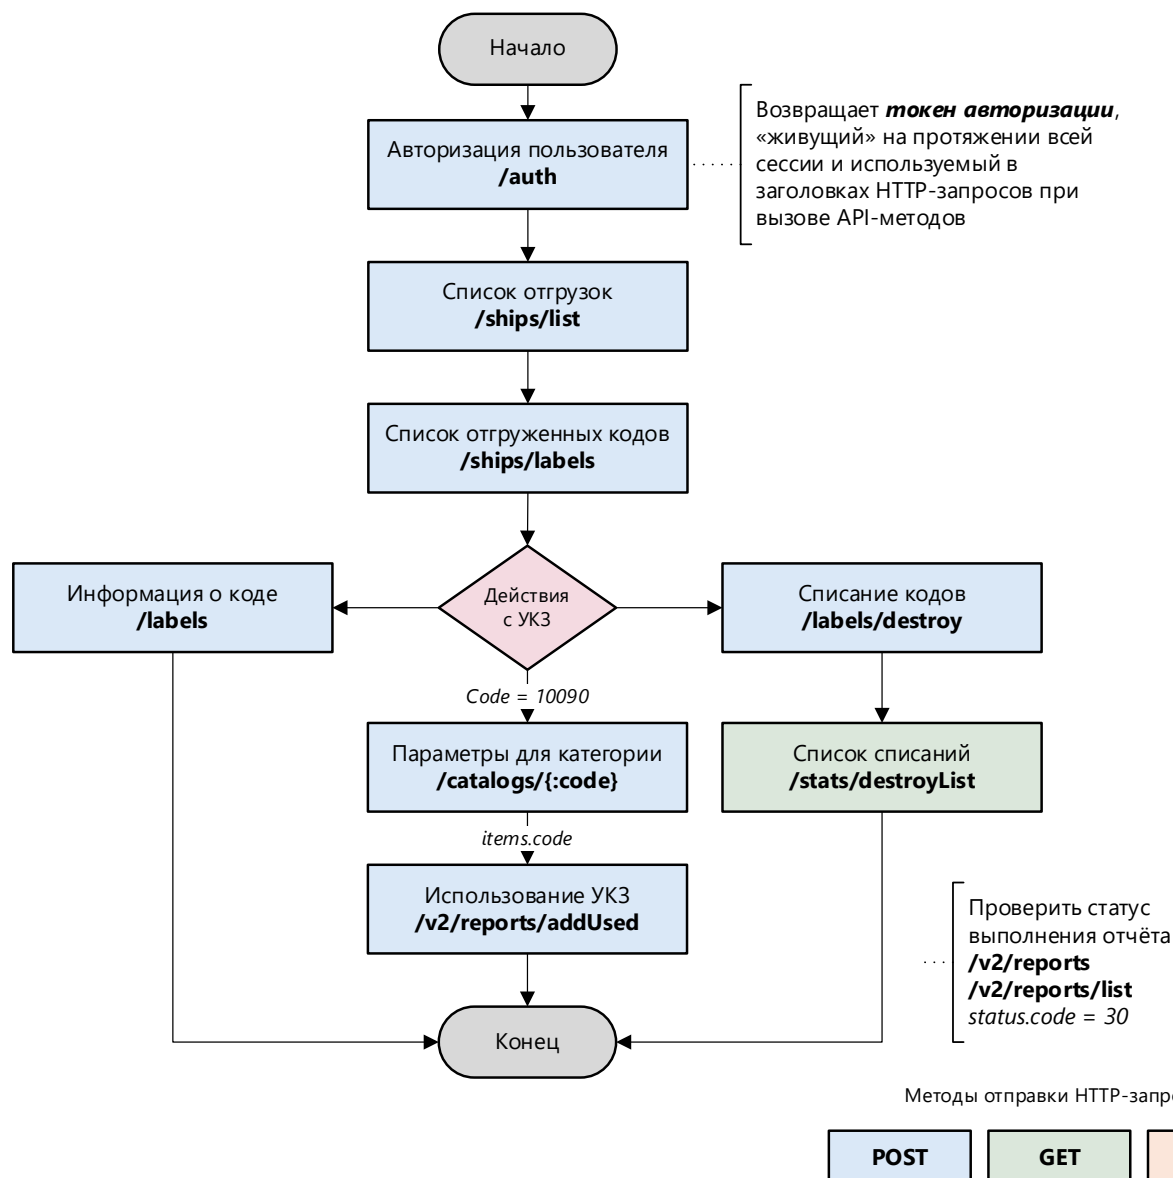 Начало
Авторизация пользователя
/auth
Возвращает токен авторизации,
«живущий» на протяжении всей
сессии и используемый в
заголовках HTTP-запросов при
вызове API-методов
Список отгрузок
/ships/list
Список отгруженных кодов
/ships/labels
Информация о коде
/labels
Действия
с УКЗ
Списание кодов
/labels/destroy
Code = 10090
Параметры для категории
/catalogs/{:code}
Список списаний
/stats/destroyList
items.code
Использование УКЗ
/v2/reports/addUsed
Проверить статус
выполнения отчёта
/v2/reports
/v2/reports/list
status.code = 30
Конец
Методы отправки
POST
GET